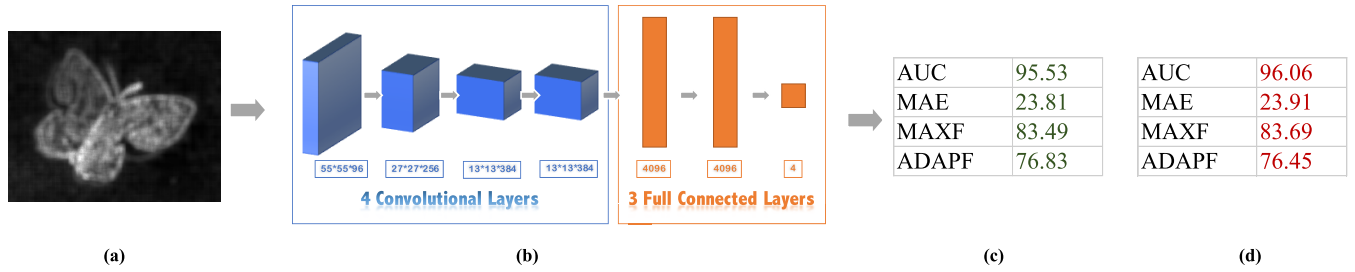 55*55*96
27*27*256
13*13*384
13*13*384
4 Convolutional Layers
4096
4096
4
3 Full Connected Layers
AUC 95.53
MAE 23.81
MAXF 83.49
ADAPF 76.83
AUC 96.06
MAE 23.91
MAXF 83.69
ADAPF 76.45
(a)
(b)
(c)
(d)